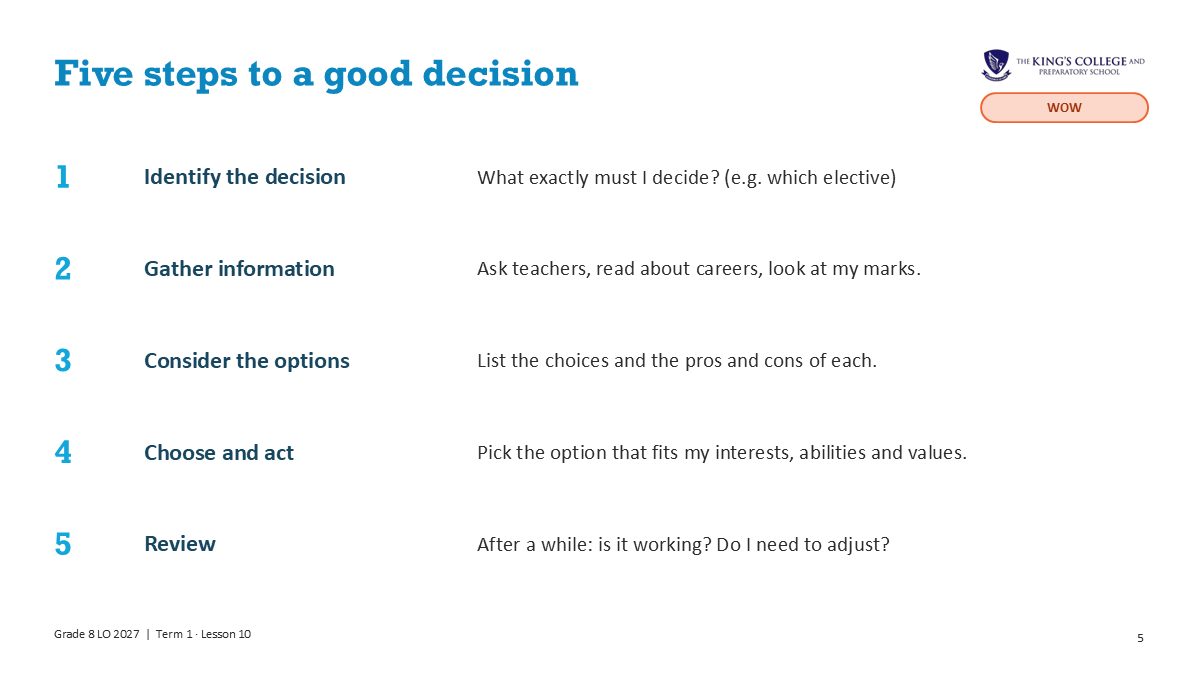 Five steps to a good decision
THE KING'S COLLEGE AND
PREPARATORY SCHOOL
WOW
1 Identify the decision What exactly must I decide? (e.g. which elective)
2 Gather information Ask teachers, read about careers, look at my marks.
3 Consider the options List the choices and the pros and cons of each.
4 Choose and act Pick the option that fits my interests, abilities and values.
5 Review After a while: is it working? Do I need to adjust?
Grade 8 LO 2027 | Term 1 · Lesson 10
5